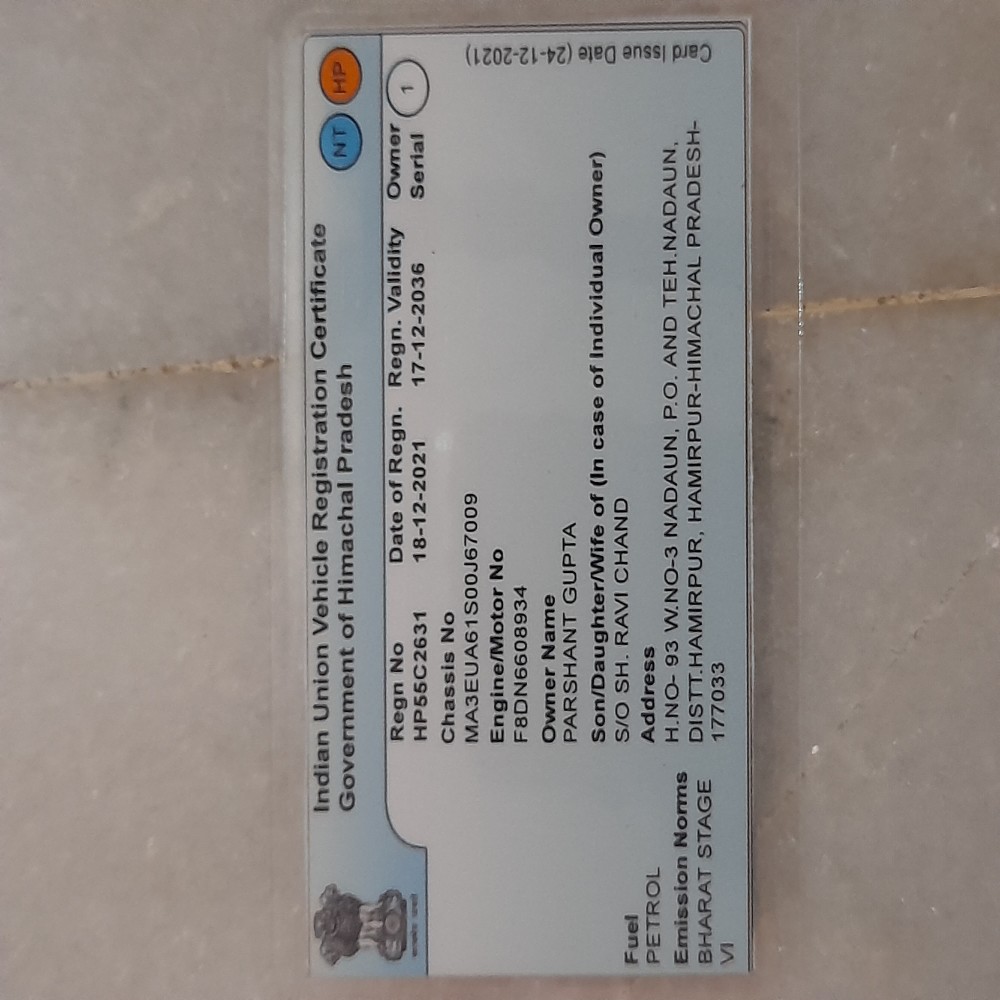 Indian Union Vehicle Registration Certificate
Government of Himachal Pradesh
NT HP
Regn No Date of Regn. Regn. Validity Owner
HP55C2631 18-12-2021 17-12-2036 Serial 1
Chassis No
MA3EUA61S00J67009
Engine/Motor No
F8DN6608934
Owner Name
PARSHANT GUPTA
Son/Daughter/Wife of (In case of Individual Owner)
S/O SH. RAVI CHAND
Address
H.NO- 93 W.NO-3 NADAUN, P.O. AND TEH.NADAUN,
DISTT.HAMIRPUR, HAMIRPUR-HIMACHAL PRADESH-
177033
Fuel
PETROL
Emission Norms
BHARAT STAGE
VI
Card Issue Date (24-12-2021)